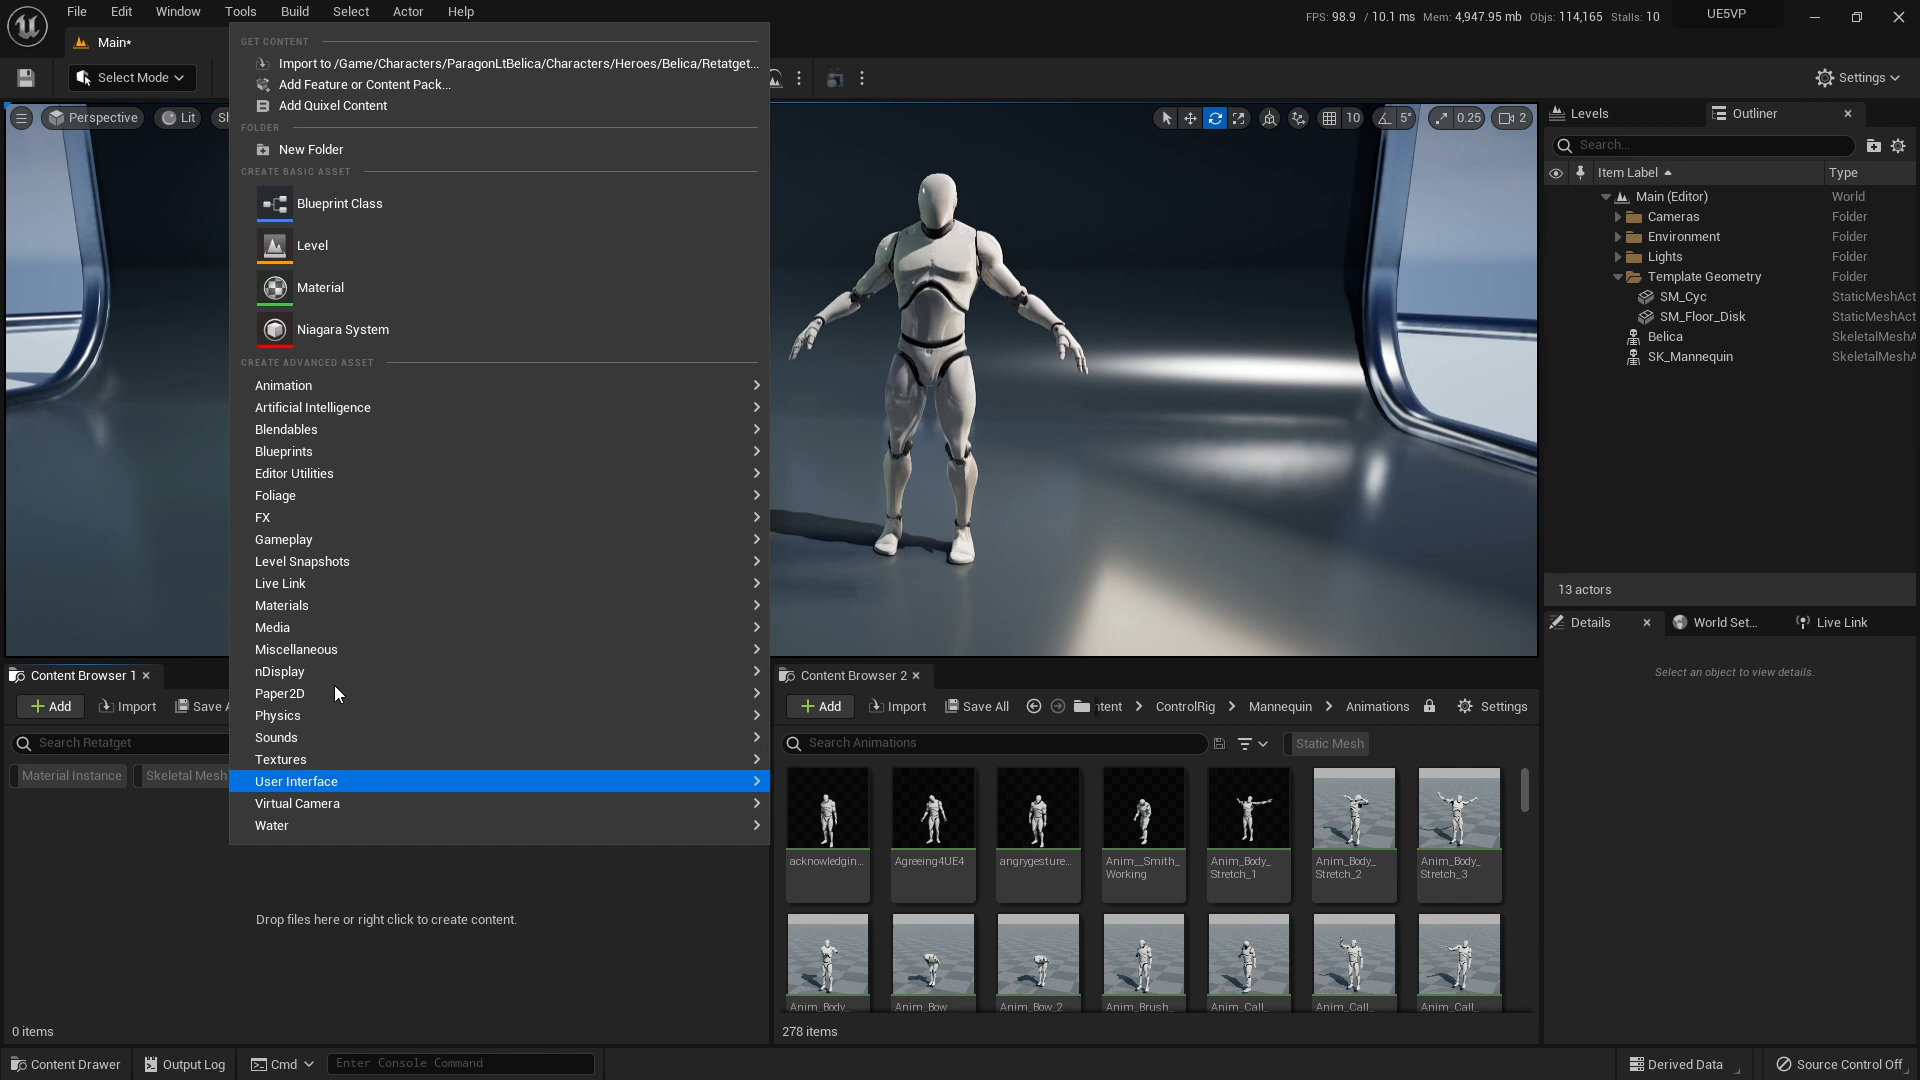 File Edit Window Tools Build Select Actor Help
FPS: 98.9 / 10.1 ms Mem: 4,947.95 mb Objs: 114,165 Stalls: 10
UE5VP
Main*
Select Mode
Settings
Perspective
Lit
10
5°
0.25
2
GET CONTENT
Import to /Game/Characters/ParagonLtBelica/Characters/Heroes/Belica/Retatget...
Add Feature or Content Pack...
Add Quixel Content
FOLDER
New Folder
CREATE BASIC ASSET
Blueprint Class
Level
Material
Niagara System
CREATE ADVANCED ASSET
Animation
Artificial Intelligence
Blendables
Blueprints
Editor Utilities
Foliage
FX
Gameplay
Level Snapshots
Live Link
Materials
Media
Miscellaneous
nDisplay
Paper2D
Physics
Sounds
Textures
User Interface
Virtual Camera
Water
Levels
Outliner
Search...
Item Label Type
Main (Editor) World
Cameras Folder
Environment Folder
Lights Folder
Template Geometry Folder
SM_Cyc StaticMeshAct
SM_Floor_Disk StaticMeshAct
Belica SkeletalMeshA
SK_Mannequin SkeletalMeshA
13 actors
Details
World Set...
Live Link
Select an object to view details.
Content Browser 1
Add
Import
Save A
Search Retatget
Material Instance
Skeletal Mesh
Drop files here or right click to create content.
0 items
Content Browser 2
Add
Import
Save All
ntent
ControlRig
Mannequin
Animations
Settings
Search Animations
Static Mesh
acknowledgin...
Agreeing4UE4
angrygesture...
Anim__Smith_
Working
Anim_Body_
Stretch_1
Anim_Body_
Stretch_2
Anim_Body_
Stretch_3
Anim_Body_
Anim_Bow
Anim_Bow_2
Anim_Brush_
Anim_Call_
Anim_Call_
Anim_Call_
278 items
Content Drawer
Output Log
Cmd
Enter Console Command
Derived Data
Source Control Off